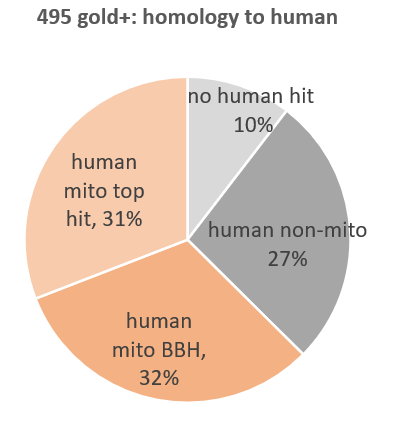 495 gold+: homology to human
no human hit
10%
human non-mito
27%
human
mito BBH,
32%
human
mito top
hit, 31%